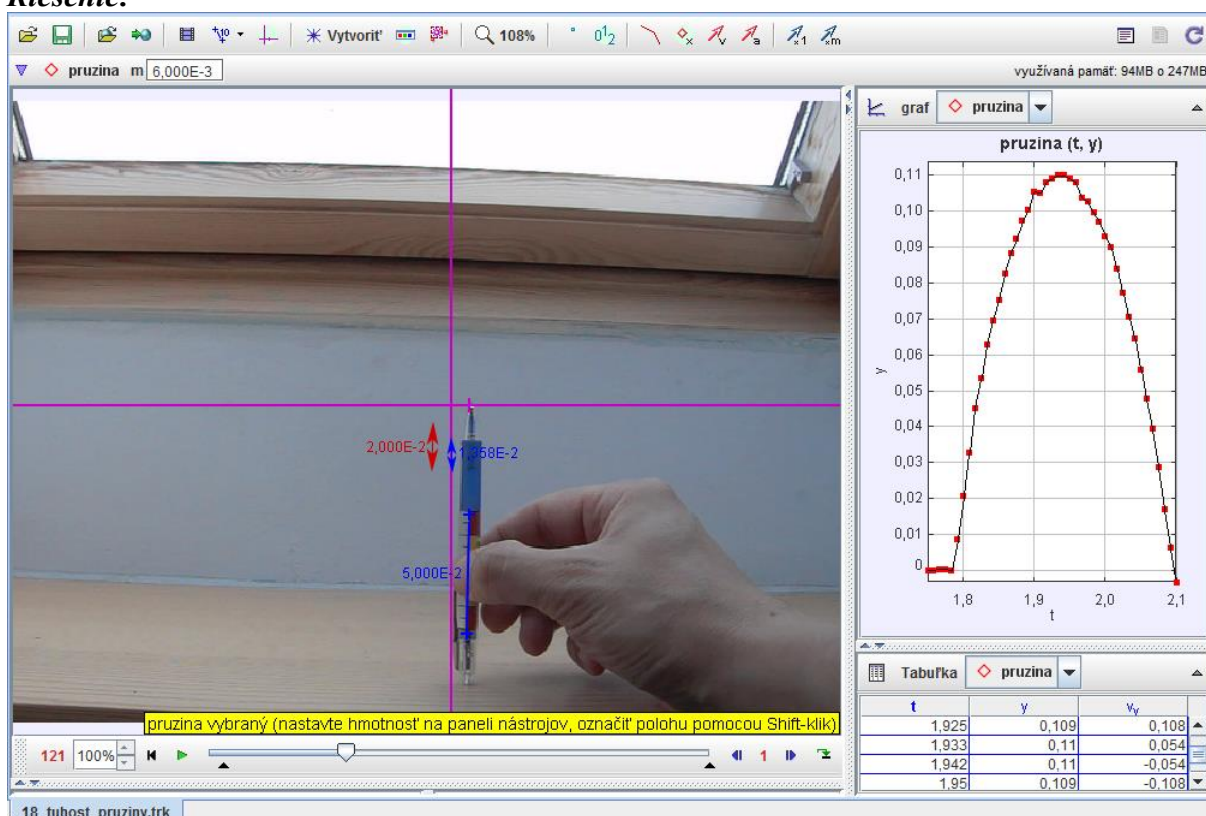 Riešenie:
Vytvoriť 108%
pruzina m 6,000E-3 využívaná pamäť: 94MB o 247MB
graf pruzina
pruzina (t, y)
0,11
0,10
0,09
0,08
0,07
0,06
0,05
0,04
0,03
0,02
0,01
0
y
1,8 1,9 2,0 2,1
t
2,000E-2
5,000E-2
pruzina vybraný (nastavte hmotnosť na paneli nástrojov, označiť polohu pomocou Shift-klik)
121 100% 1
Tabuľka pruzina
t y vy
1,925 0,109 0,108
1,933 0,11 0,054
1,942 0,11 -0,054
1,95 0,109 -0,108
18_tuhost_pruziny.trk